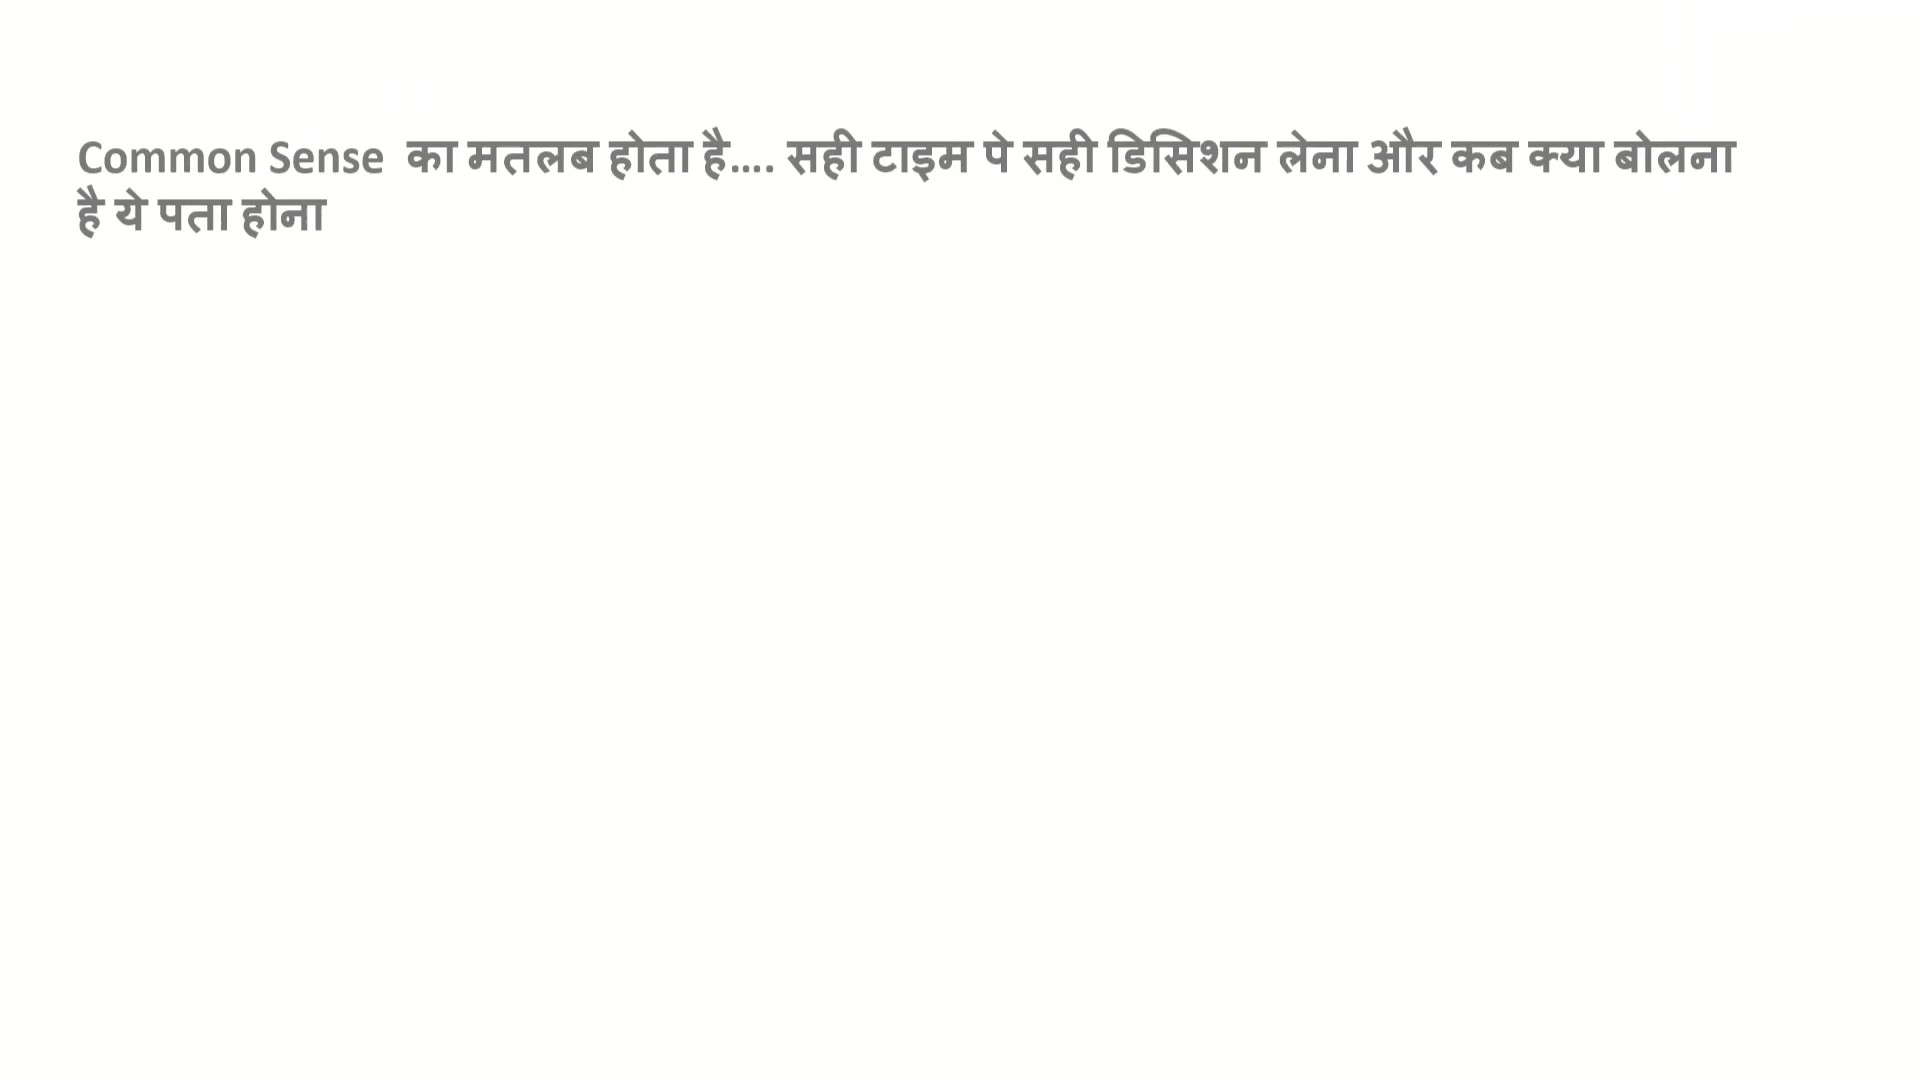 Common Sense का मतलब होता है.... सही टाइम पे सही डिसिशन लेना और कब क्या बोलना
है ये पता होना